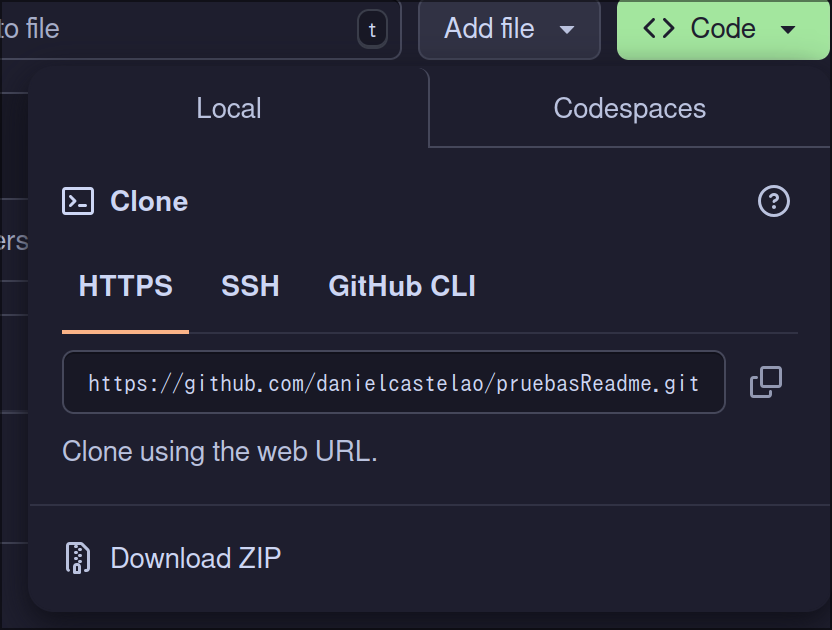 to file
t
Add file
Code
Local
Codespaces
Clone
HTTPS
SSH
GitHub CLI
https://github.com/danielcastelao/pruebasReadme.git
Clone using the web URL.
Download ZIP